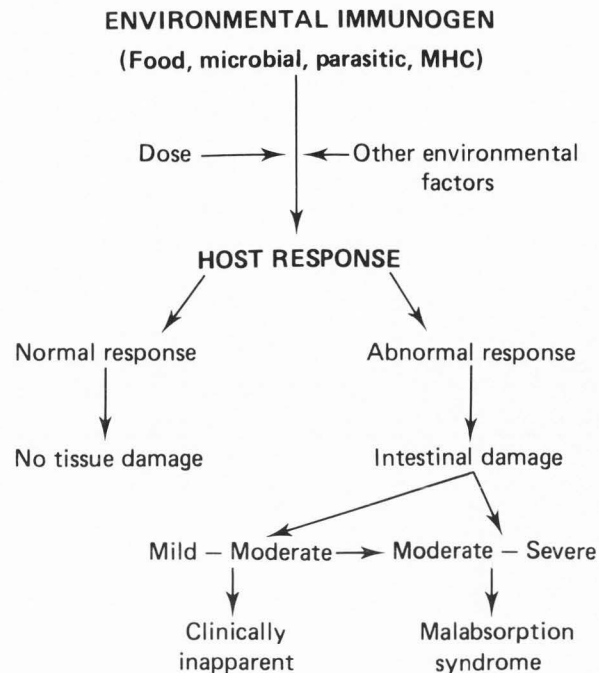 ENVIRONMENTAL IMMUNOGEN
(Food, microbial, parasitic, MHC)
Dose
Other environmental
factors
HOST RESPONSE
Normal response
Abnormal response
No tissue damage
Intestinal damage
Mild – Moderate
Moderate – Severe
Clinically
inapparent
Malabsorption
syndrome